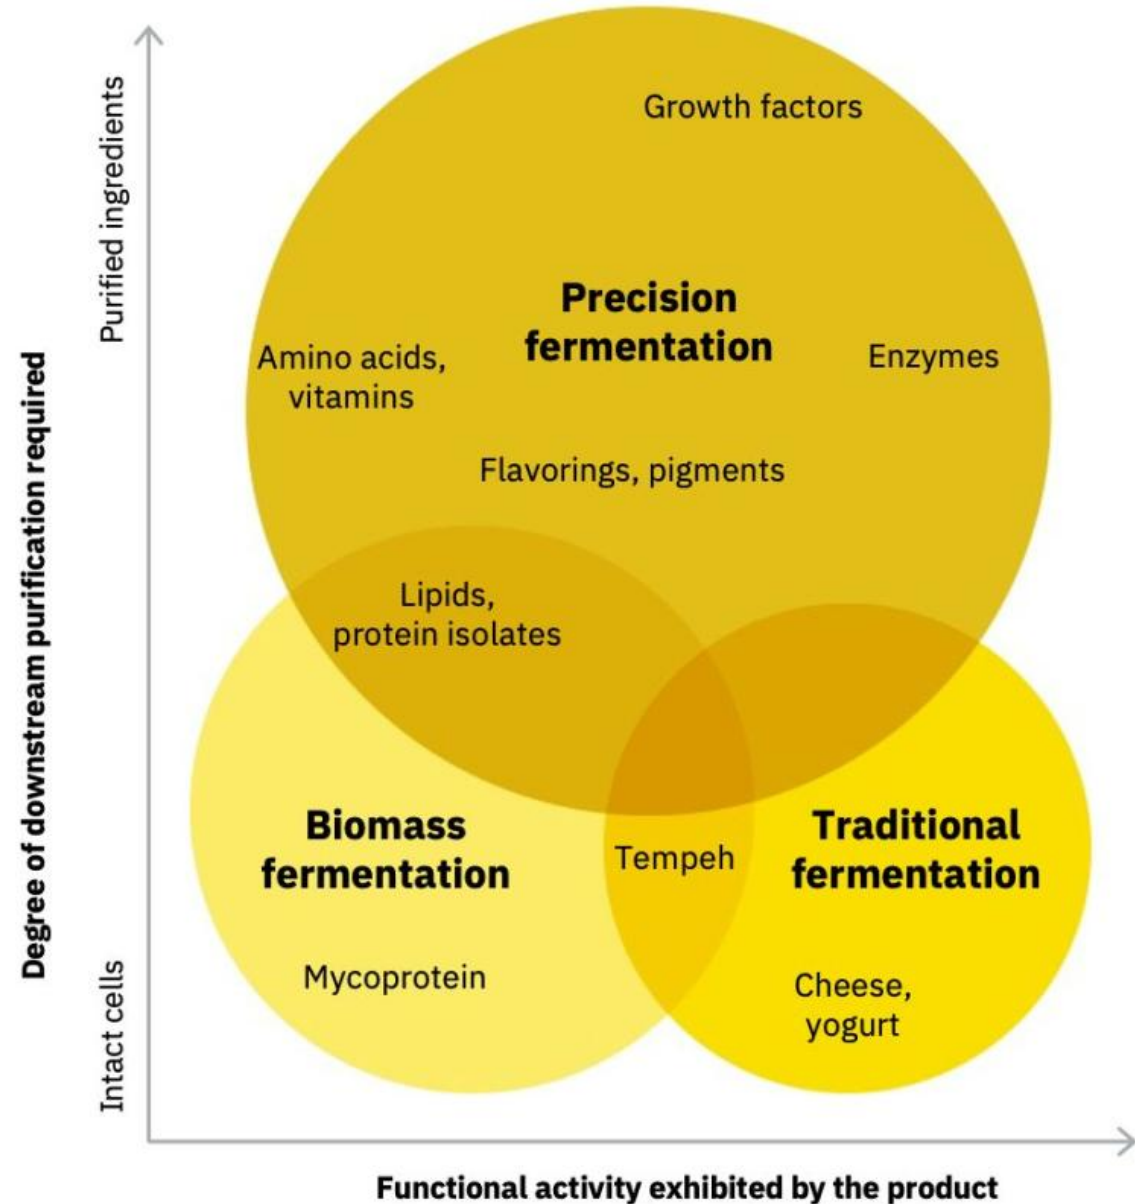 Growth factors
Purified ingredients
Precision
fermentation
Amino acids,
vitamins
Enzymes
Flavorings, pigments
Degree of downstream purification required
Lipids,
protein isolates
Biomass
fermentation
Tempeh
Traditional
fermentation
Mycoprotein
Cheese,
yogurt
Intact cells
Functional activity exhibited by the product